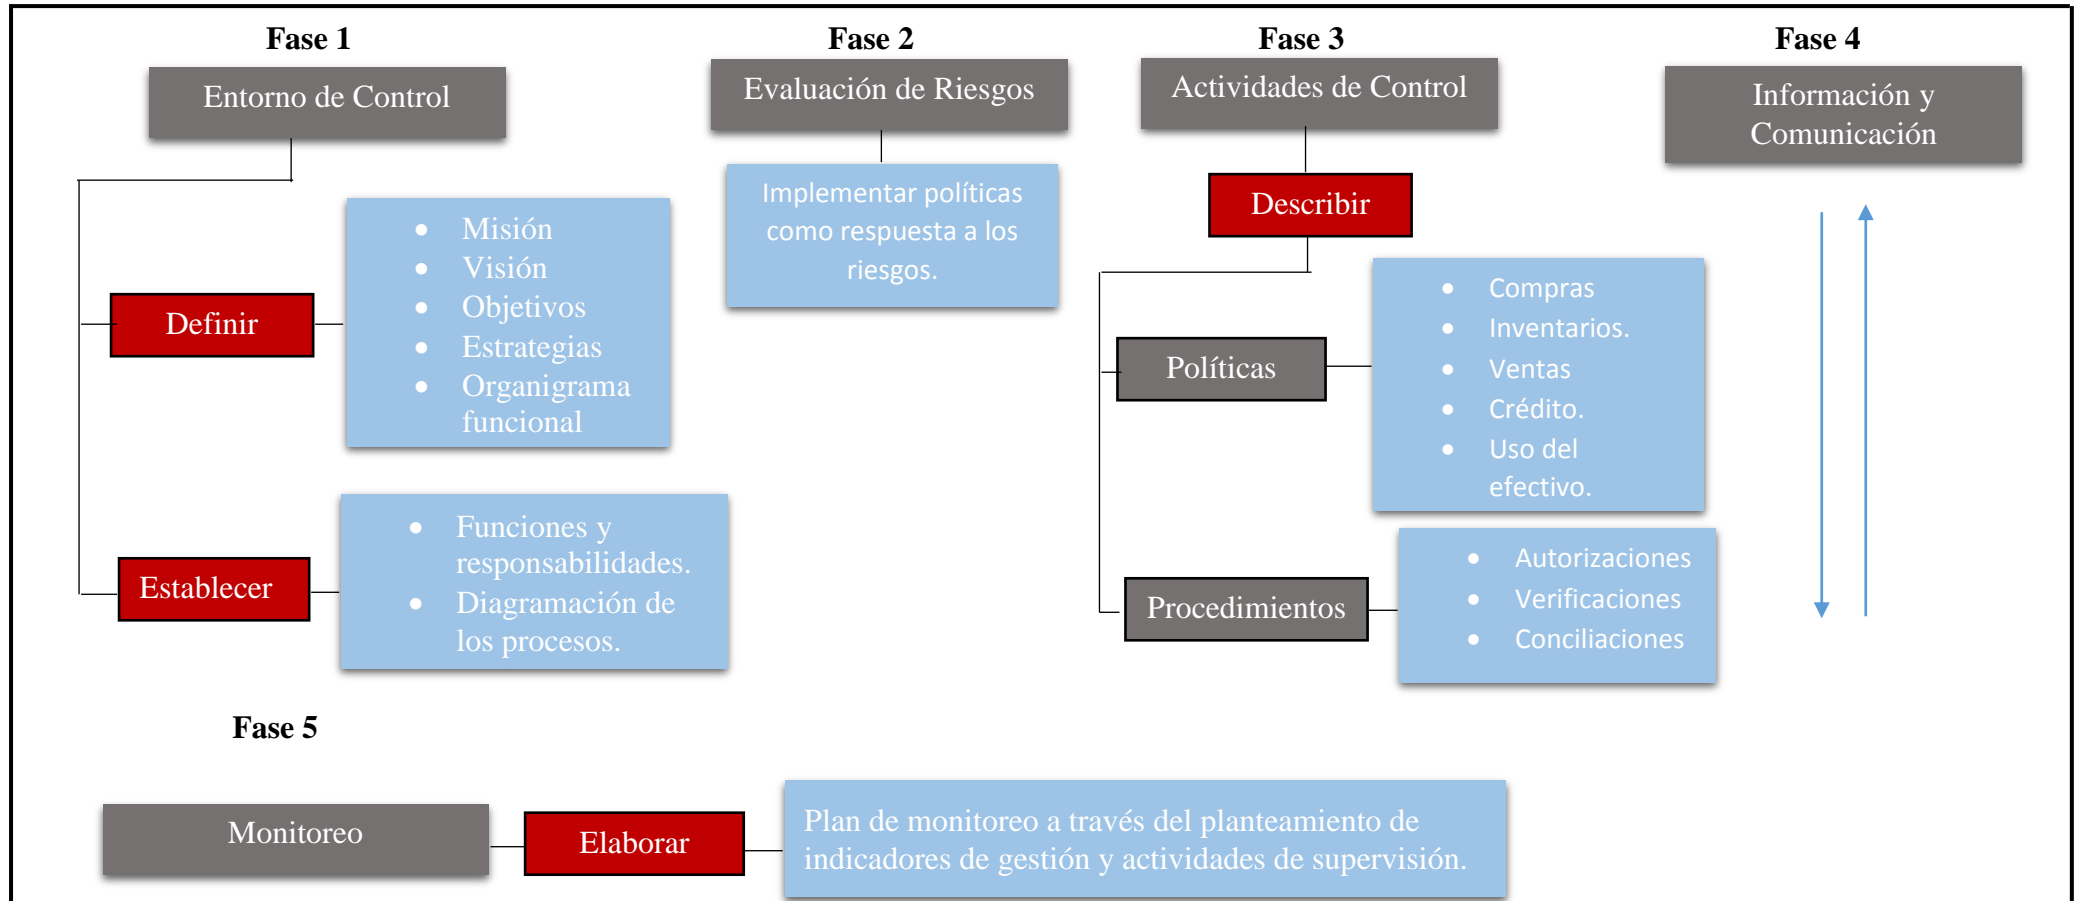 Fase 1
Entorno de Control
Definir
• Misión
• Visión
• Objetivos
• Estrategias
• Organigrama
funcional
Establecer
• Funciones y
responsabilidades.
• Diagramación de
los procesos.
Fase 2
Evaluación de Riesgos
Implementar políticas
como respuesta a los
riesgos.
Fase 3
Actividades de Control
Describir
Políticas
• Compras
• Inventarios.
• Ventas
• Crédito.
• Uso del
efectivo.
Procedimientos
• Autorizaciones
• Verificaciones
• Conciliaciones
Fase 4
Información y
Comunicación
Fase 5
Monitoreo
Elaborar
Plan de monitoreo a través del planteamiento de
indicadores de gestión y actividades de supervisión.